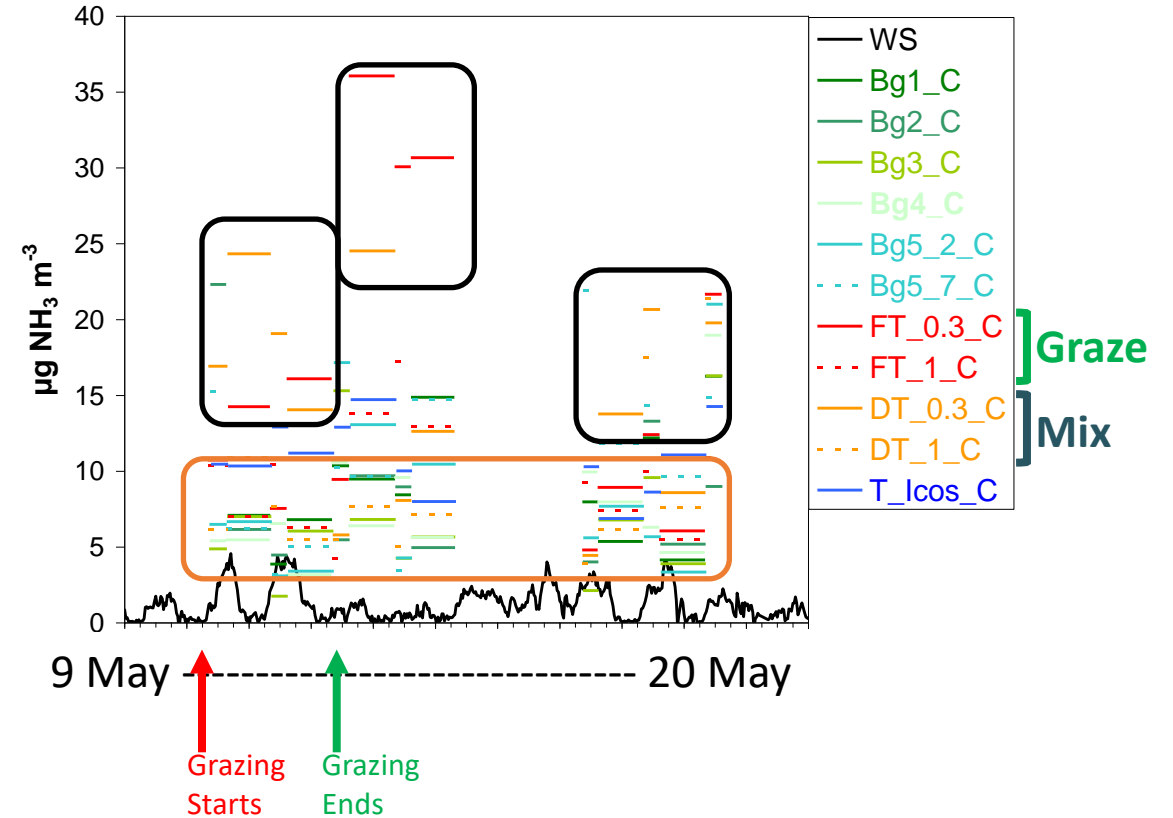 40
35
30
25
20
15
10
5
0
µg NH₃ m⁻³
WS
Bg1_C
Bg2_C
Bg3_C
Bg4_C
Bg5_2_C
Bg5_7_C
FT_0.3_C
FT_1_C
DT_0.3_C
DT_1_C
T_Icos_C
Graze
Mix
9 May
20 May
Grazing
Starts
Grazing
Ends